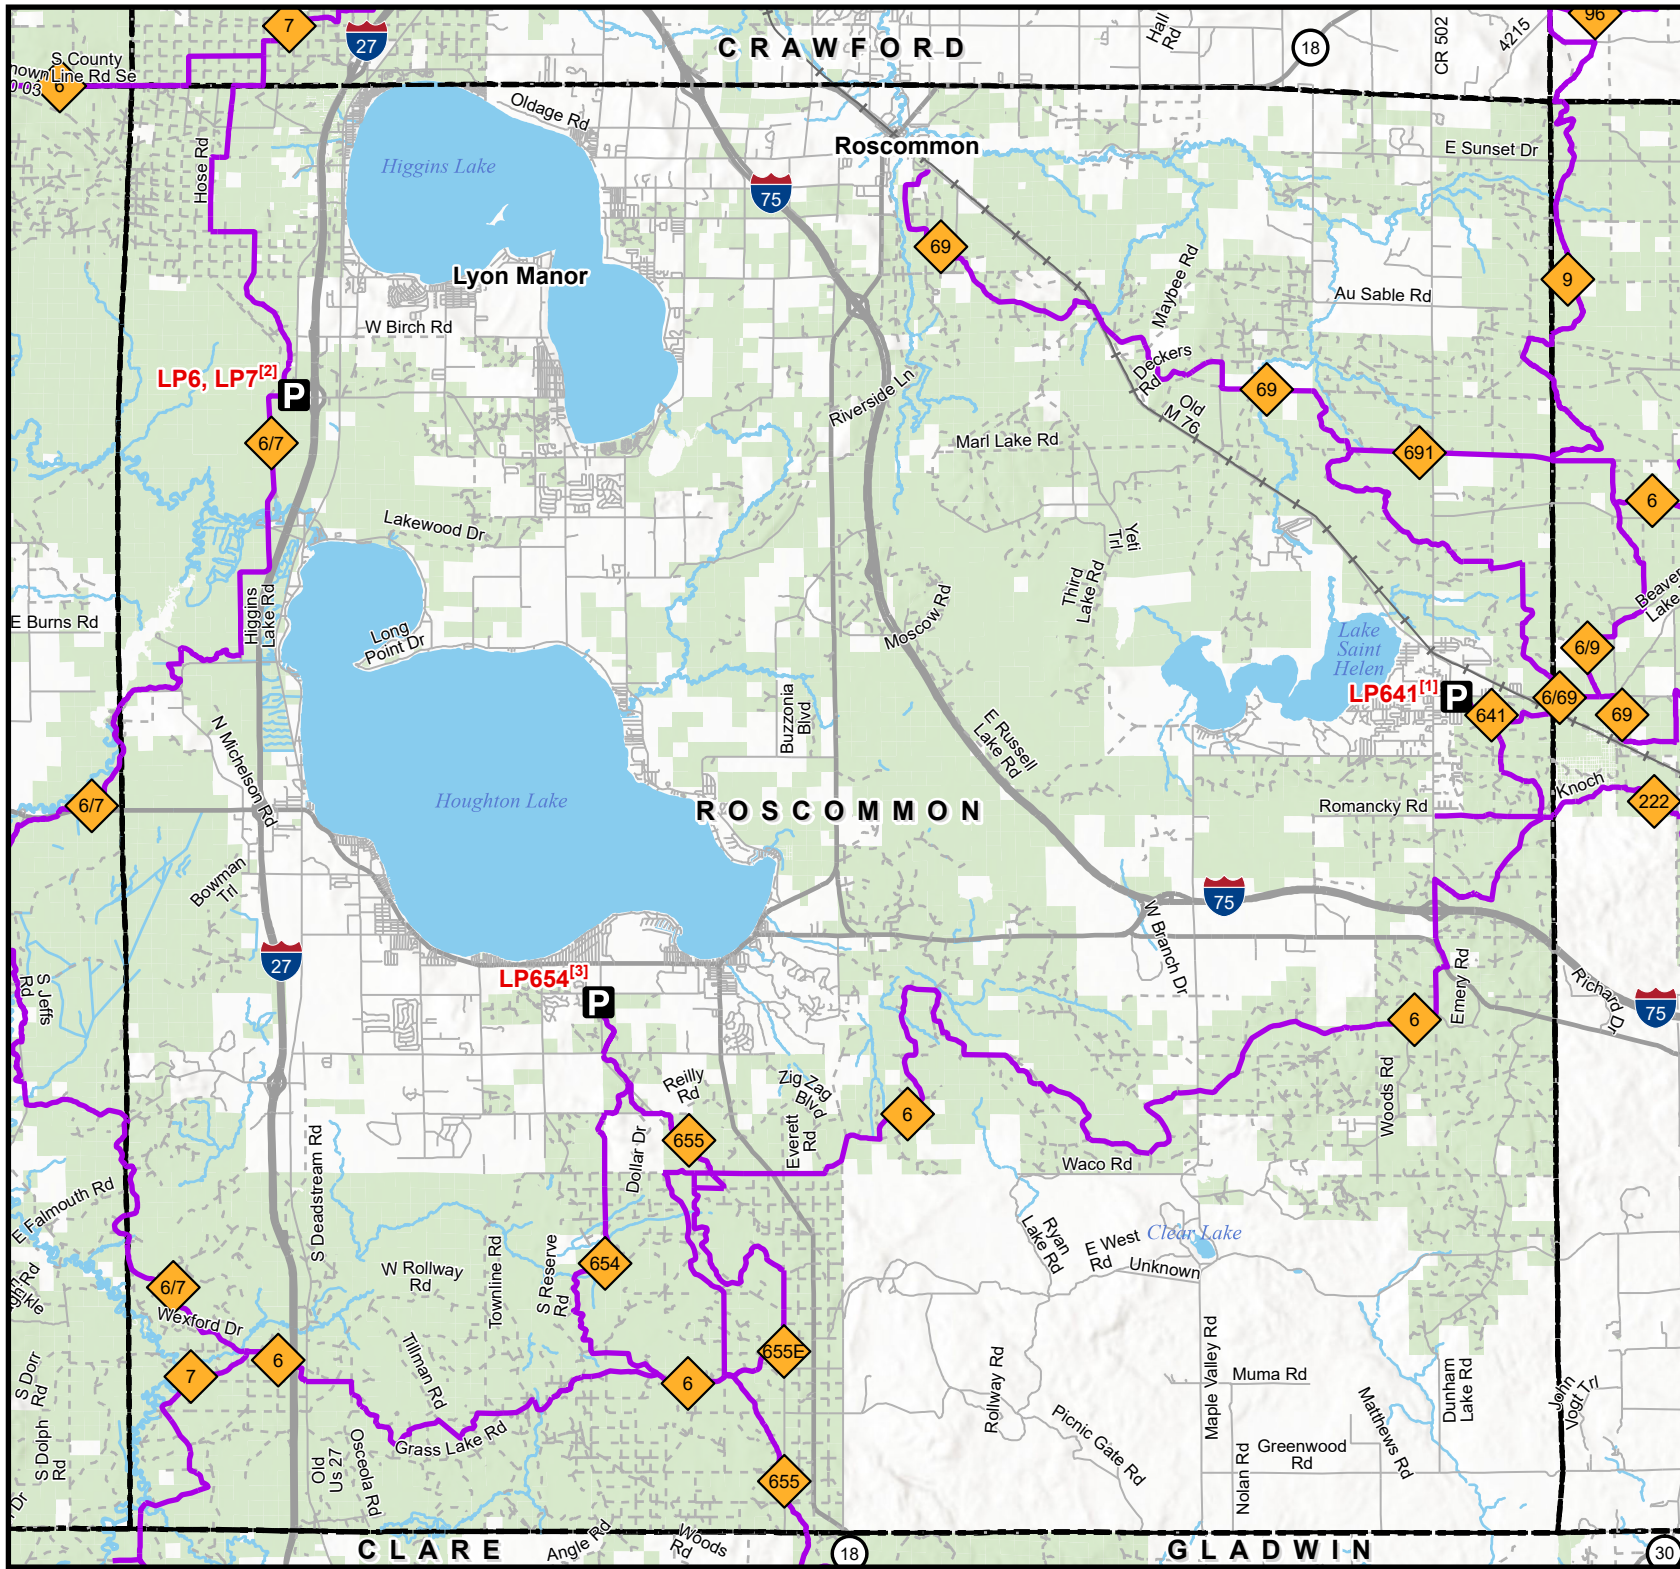 7
27
CRAWFORD
Hall
Rd
18
CR 502
4215
96
S County
Line Rd Se
6
Oldage Rd
Roscommon
E Sunset Dr
Hose Rd
Higgins Lake
75
69
9
Lyon Manor
Maybee Rd
Au Sable Rd
W Birch Rd
Deckers
Rd
LP6, LP7[2]
P
Riverside Ln
69
Old
M 76
6/7
Marl Lake Rd
691
6
Lakewood Dr
Yeti
Trl
Third
Lake Rd
Beaver
Lake
E Burns Rd
Higgins
Lake Rd
Long
Point Dr
Moscow Rd
Lake
Saint
Helen
6/9
LP641[1]
P
641
6/69
69
Buzzonia
Blvd
N Michelson Rd
E Russell
Lake Rd
Knoch
6/7
Houghton Lake
ROSCOMMON
Romancky Rd
222
Bowman
Trl
75
W Branch Dr
27
LP654[3]
P
S Jeffs
Rd
Emery Rd
Richard Dr
75
6
Reilly
Rd
Zig Zag
Blvd
6
Woods Rd
655
Everett
Rd
Dollar Dr
S Deadstream Rd
Waco Rd
E Falmouth Rd
Ryan
Lake Rd
E West
Rd
Clear Lake
Unknown
W Rollway
Rd
Townline Rd
S Reserve
Rd
654
6/7
Wexford Dr
655E
6
7
6
Tillman Rd
S Dorr
Rd
Rollway Rd
Maple Valley Rd
Muma Rd
Dunham
Lake Rd
John
Vogt Trl
Matthews Rd
Picnic Gate Rd
Grass Lake Rd
S Dolph
Rd
Old
Us 27
Osceola Rd
Greenwood
Rd
Nolan Rd
655
Dr
CLARE
Angle Rd
Woods
Rd
18
GLADWIN
30